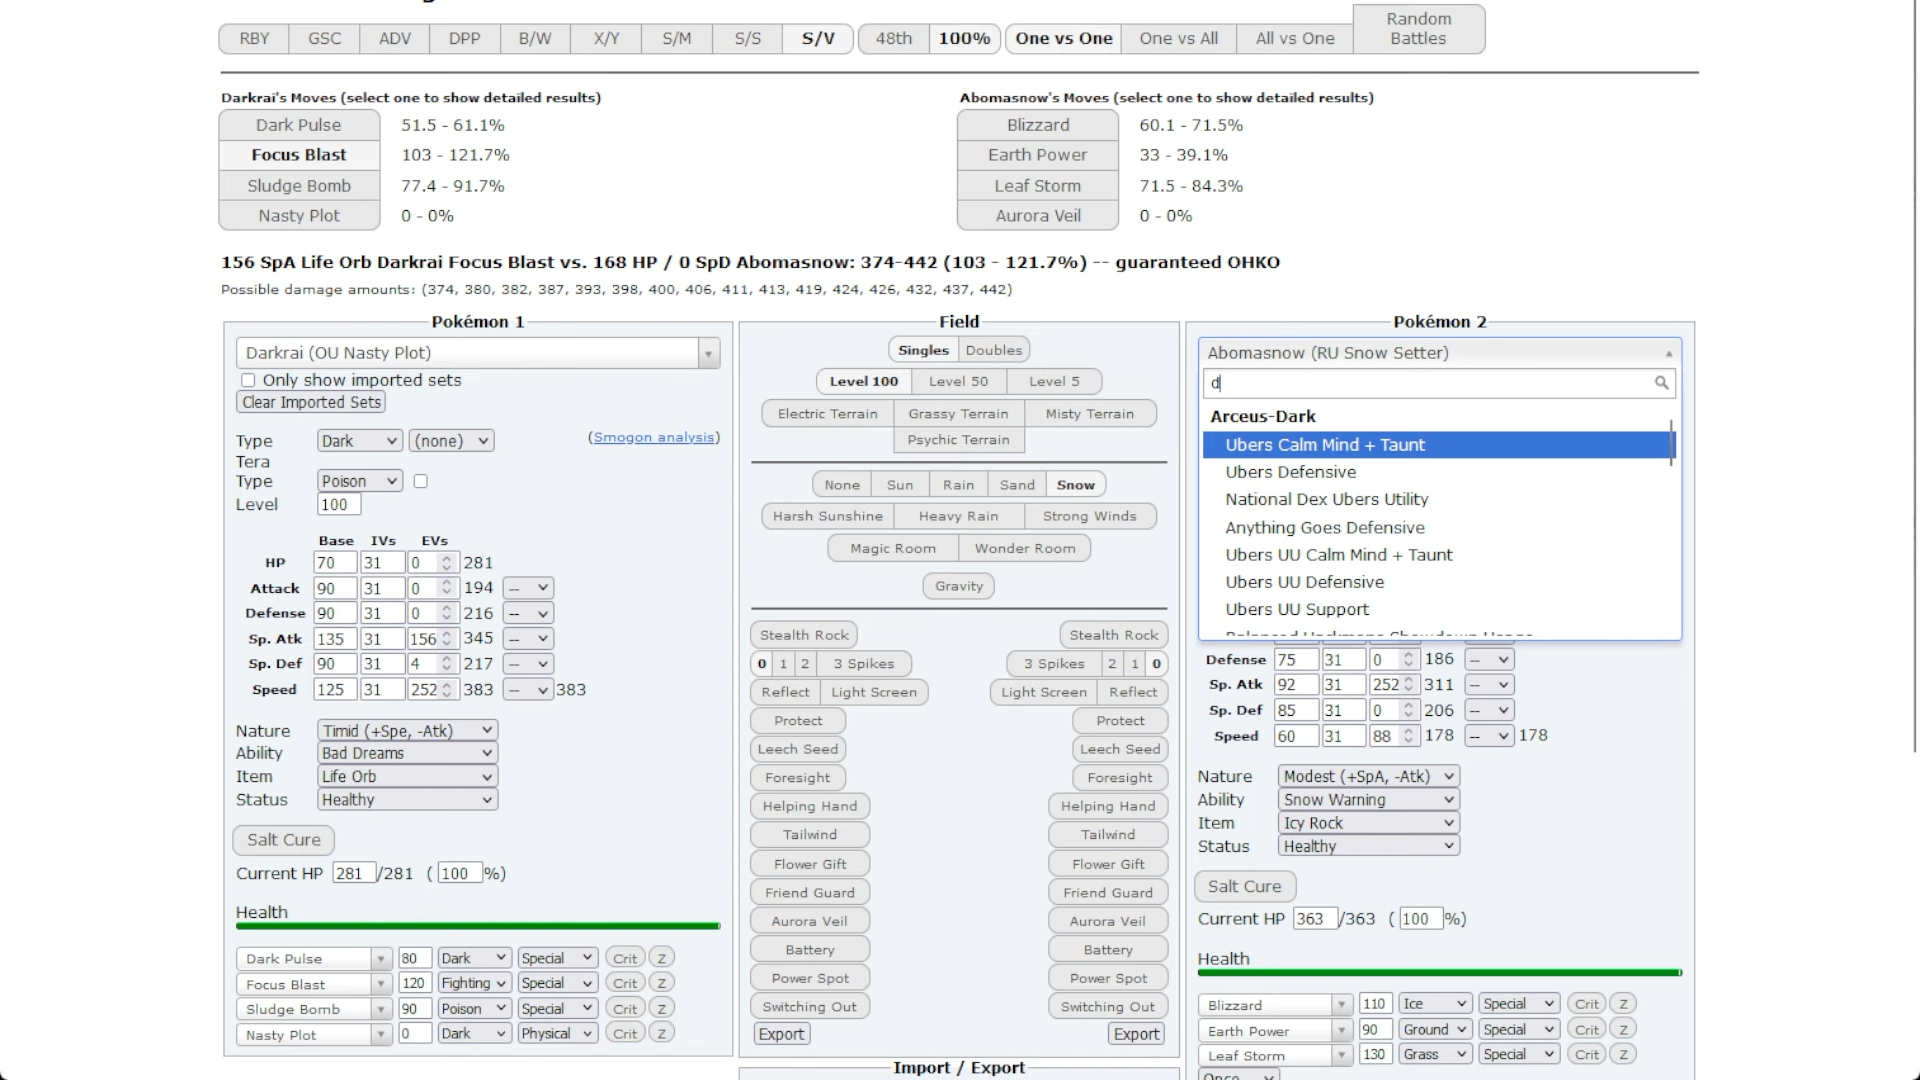 RBY GSC ADV DPP B/W X/Y S/M S/S S/V 48th 100% One vs One One vs All All vs One Random Battles
Darkrai's Moves (select one to show detailed results)
Dark Pulse 51.5 - 61.1%
Focus Blast 103 - 121.7%
Sludge Bomb 77.4 - 91.7%
Nasty Plot 0 - 0%
Abomasnow's Moves (select one to show detailed results)
Blizzard 60.1 - 71.5%
Earth Power 33 - 39.1%
Leaf Storm 71.5 - 84.3%
Aurora Veil 0 - 0%
156 SpA Life Orb Darkrai Focus Blast vs. 168 HP / 0 SpD Abomasnow: 374-442 (103 - 121.7%) -- guaranteed OHKO
Possible damage amounts: (374, 380, 382, 387, 393, 398, 400, 406, 411, 413, 419, 424, 426, 432, 437, 442)
Pokémon 1
Darkrai (OU Nasty Plot)
Only show imported sets
Clear Imported Sets
Type Dark (none) (Smogon analysis)
Tera
Type Poison
Level 100
Base IVs EVs
HP 70 31 0 281
Attack 90 31 0 194 --
Defense 90 31 0 216 --
Sp. Atk 135 31 156 345 --
Sp. Def 90 31 4 217 --
Speed 125 31 252 383 -- 383
Nature Timid (+Spe, -Atk)
Ability Bad Dreams
Item Life Orb
Status Healthy
Salt Cure
Current HP 281 /281 ( 100 %)
Health
Dark Pulse 80 Dark Special Crit Z
Focus Blast 120 Fighting Special Crit Z
Sludge Bomb 90 Poison Special Crit Z
Nasty Plot 0 Dark Physical Crit Z
Field
Singles Doubles
Level 100 Level 50 Level 5
Electric Terrain Grassy Terrain Misty Terrain
Psychic Terrain
None Sun Rain Sand Snow
Harsh Sunshine Heavy Rain Strong Winds
Magic Room Wonder Room
Gravity
Stealth Rock Stealth Rock
0 1 2 3 Spikes 3 Spikes 2 1 0
Reflect Light Screen Light Screen Reflect
Protect Protect
Leech Seed Leech Seed
Foresight Foresight
Helping Hand Helping Hand
Tailwind Tailwind
Flower Gift Flower Gift
Friend Guard Friend Guard
Aurora Veil Aurora Veil
Battery Battery
Power Spot Power Spot
Switching Out Switching Out
Export Export
Import / Export
Pokémon 2
Abomasnow (RU Snow Setter)
d
Arceus-Dark
Ubers Calm Mind + Taunt
Ubers Defensive
National Dex Ubers Utility
Anything Goes Defensive
Ubers UU Calm Mind + Taunt
Ubers UU Defensive
Ubers UU Support
Defense 75 31 0 186 --
Sp. Atk 92 31 252 311 --
Sp. Def 85 31 0 206 --
Speed 60 31 88 178 -- 178
Nature Modest (+SpA, -Atk)
Ability Snow Warning
Item Icy Rock
Status Healthy
Salt Cure
Current HP 363 /363 ( 100 %)
Health
Blizzard 110 Ice Special Crit Z
Earth Power 90 Ground Special Crit Z
Leaf Storm 130 Grass Special Crit Z
Once